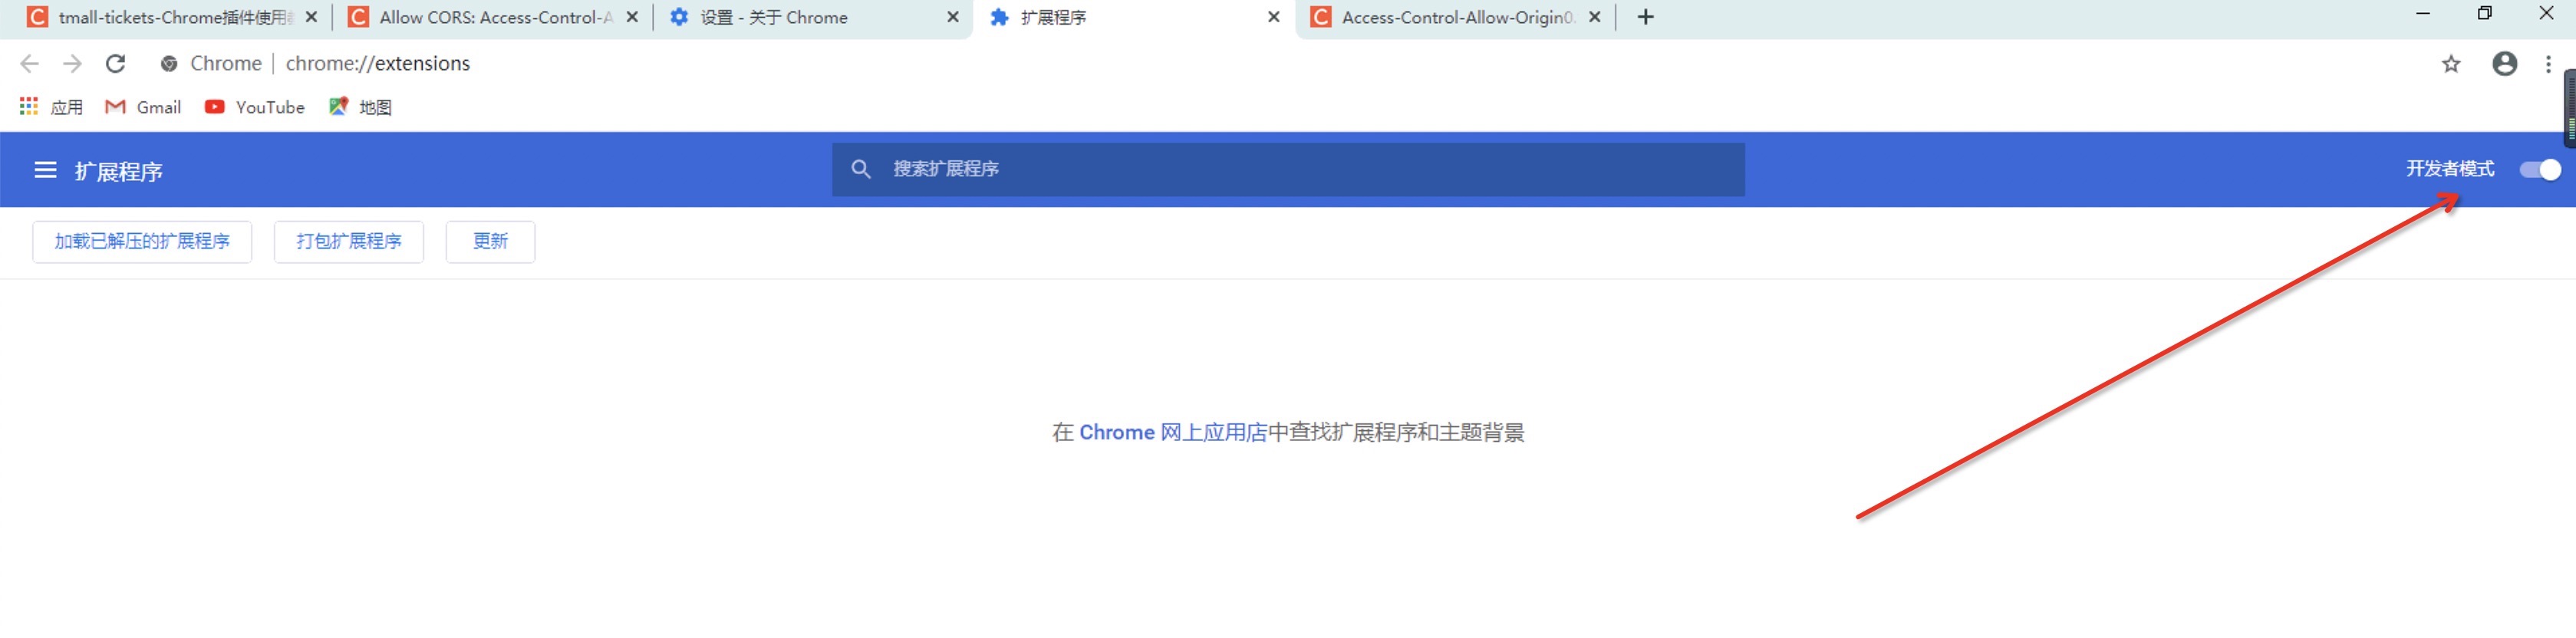 tmall-tickets-Chrome插件使用
Allow CORS: Access-Control-A
设置 - 关于 Chrome
扩展程序
Access-Control-Allow-Origin0.
Chrome | chrome://extensions
应用 Gmail YouTube 地图
扩展程序
搜索扩展程序
开发者模式
加载已解压的扩展程序 打包扩展程序 更新
在 Chrome 网上应用店中查找扩展程序和主题背景